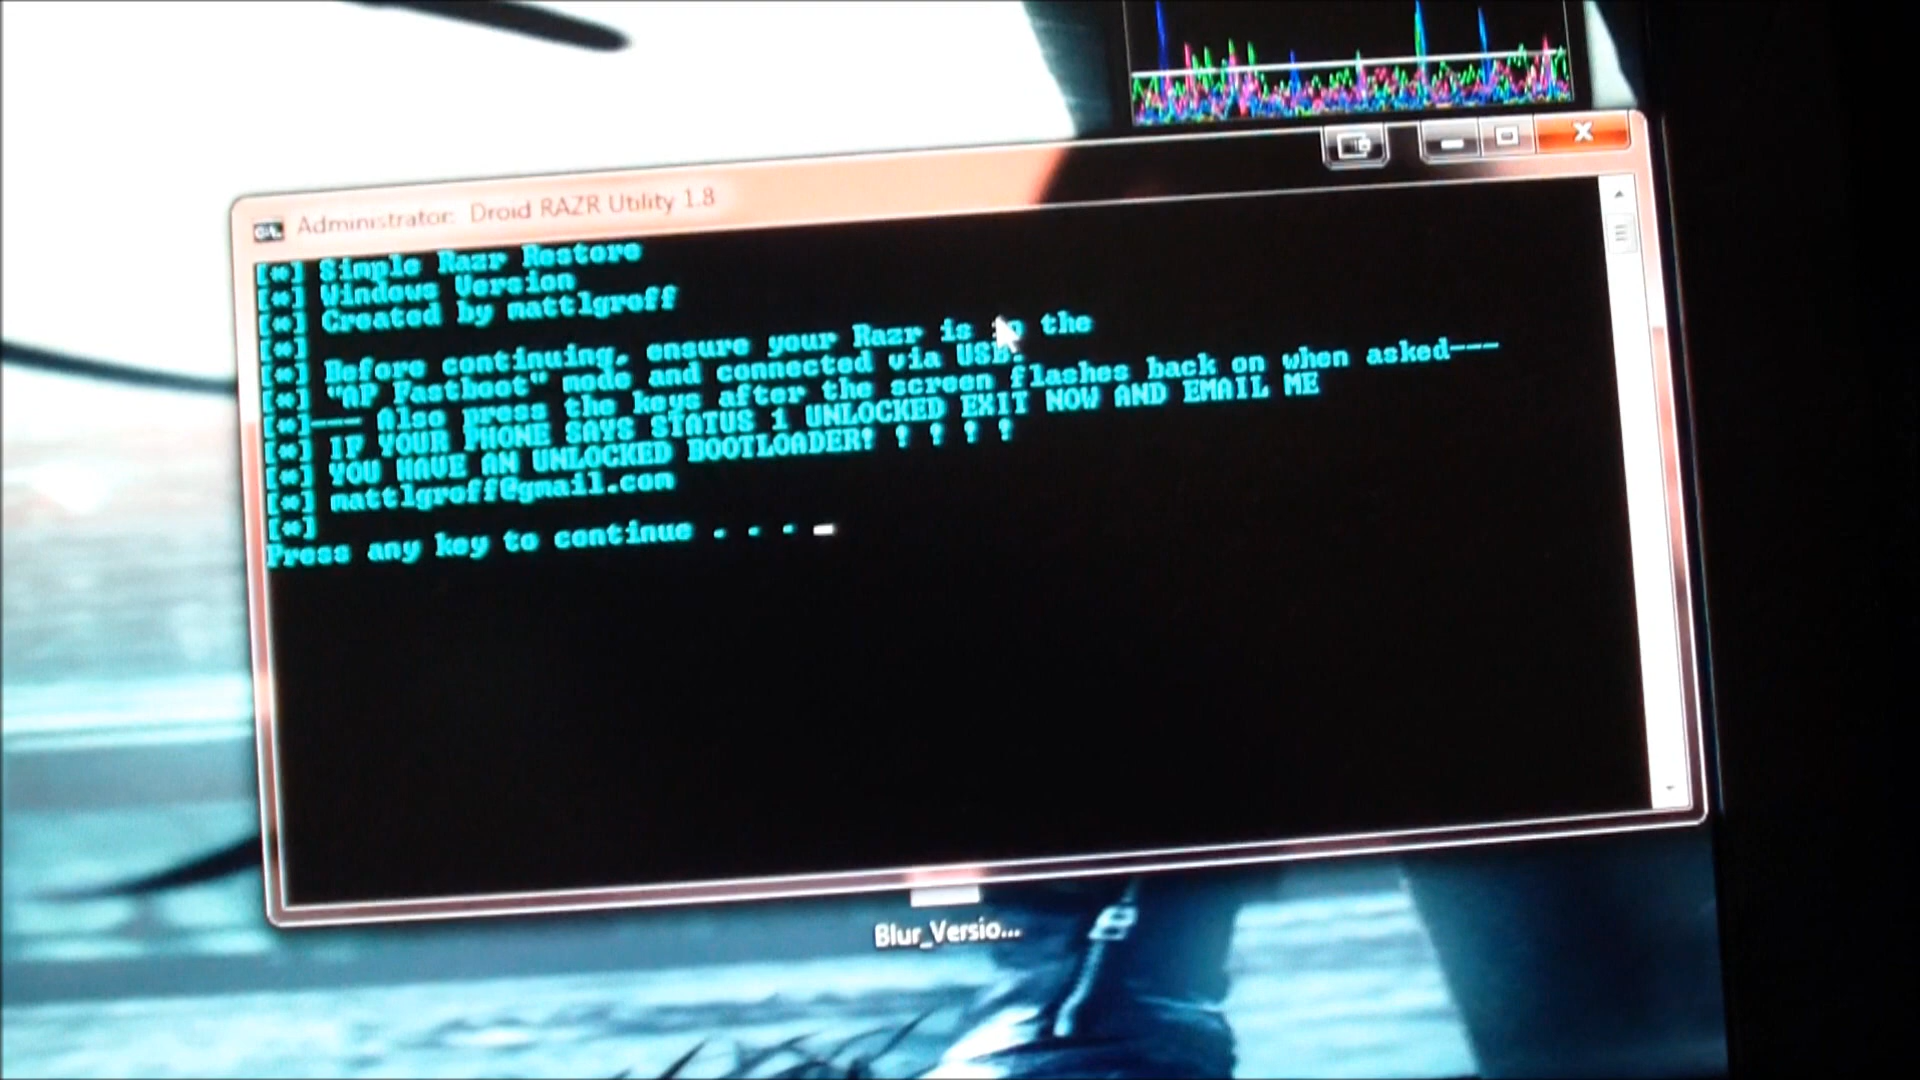 Administrator: Droid RAZR Utility 1.8
[*] Simple Razr Restore
[*] Windows Version
[*] Created by mattlgroff
[*]
[*] Before continuing, ensure your Razr is the
[*] "AP Fastboot" mode and connected via USB.
[*]--- Also press the keys after the screen flashes back on when asked---
[*] IF YOUR PHONE SAYS STATUS 1 UNLOCKED EXIT NOW AND EMAIL ME
[*] YOU HAVE AN UNLOCKED BOOTLOADER! ! ! ! !
[*] mattlgroff@gmail.com
[*]
Press any key to continue . . . _
Blur_Versio...